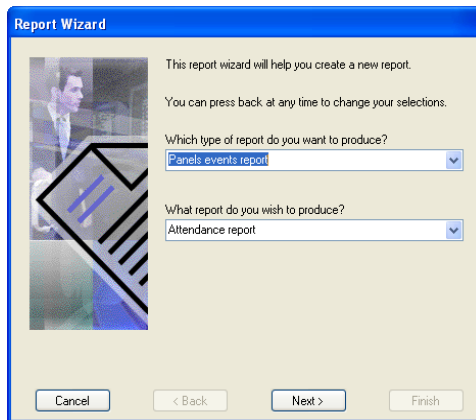 Report Wizard
This report wizard will help you create a new report.
You can press back at any time to change your selections.
Which type of report do you want to produce?
Panels events report
What report do you wish to produce?
Attendance report
Cancel
< Back
Next >
Finish